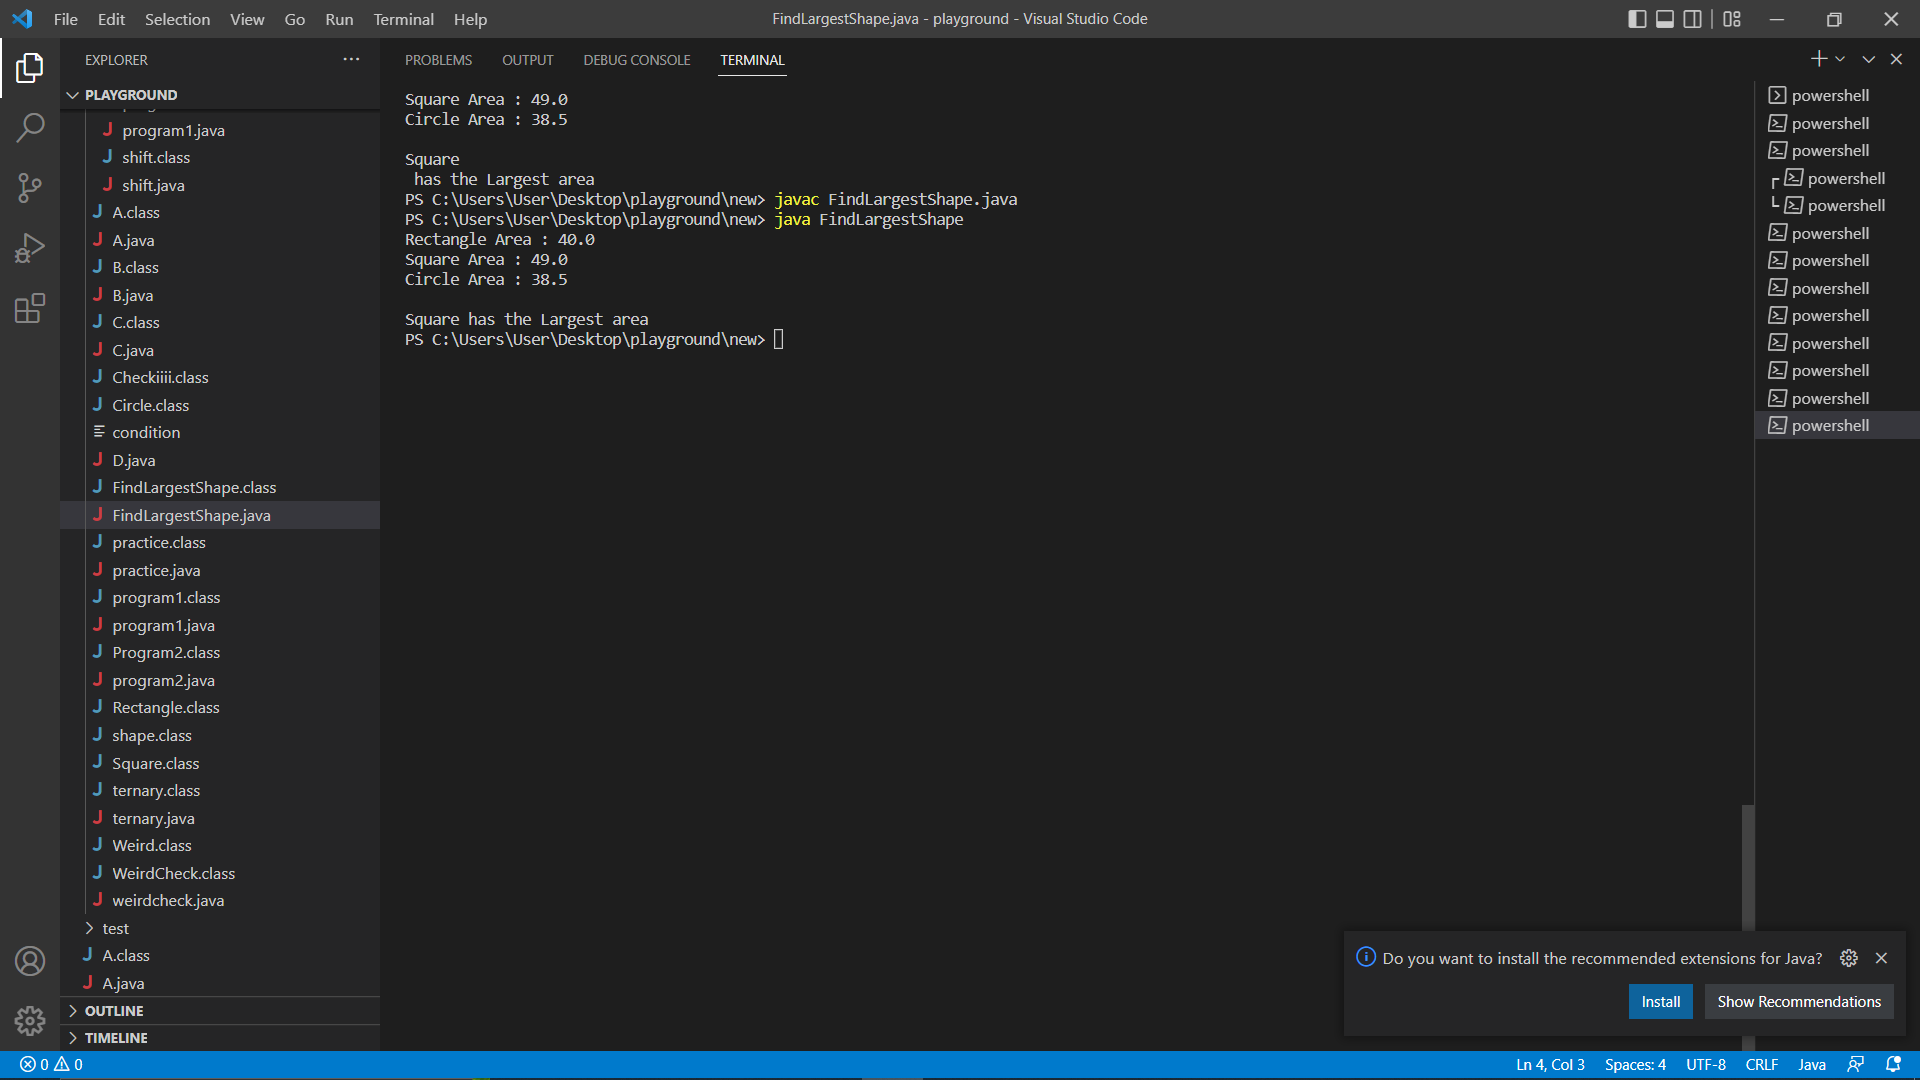 File Edit Selection View Go Run Terminal Help
FindLargestShape.java - playground - Visual Studio Code
EXPLORER
PLAYGROUND
program1.java
shift.class
shift.java
A.class
A.java
B.class
B.java
C.class
C.java
Checkiiii.class
Circle.class
condition
D.java
FindLargestShape.class
FindLargestShape.java
practice.class
practice.java
program1.class
program1.java
Program2.class
program2.java
Rectangle.class
shape.class
Square.class
ternary.class
ternary.java
Weird.class
WeirdCheck.class
weirdcheck.java
test
A.class
A.java
OUTLINE
TIMELINE
PROBLEMS OUTPUT DEBUG CONSOLE TERMINAL
Square Area : 49.0
Circle Area : 38.5
Square
has the Largest area
PS C:\Users\User\Desktop\playground\new> javac FindLargestShape.java
PS C:\Users\User\Desktop\playground\new> java FindLargestShape
Rectangle Area : 40.0
Square Area : 49.0
Circle Area : 38.5
Square has the Largest area
PS C:\Users\User\Desktop\playground\new>
powershell
powershell
powershell
powershell
powershell
powershell
powershell
powershell
powershell
powershell
powershell
powershell
powershell
Do you want to install the recommended extensions for Java?
Install Show Recommendations
0 0
Ln 4, Col 3 Spaces: 4 UTF-8 CRLF Java